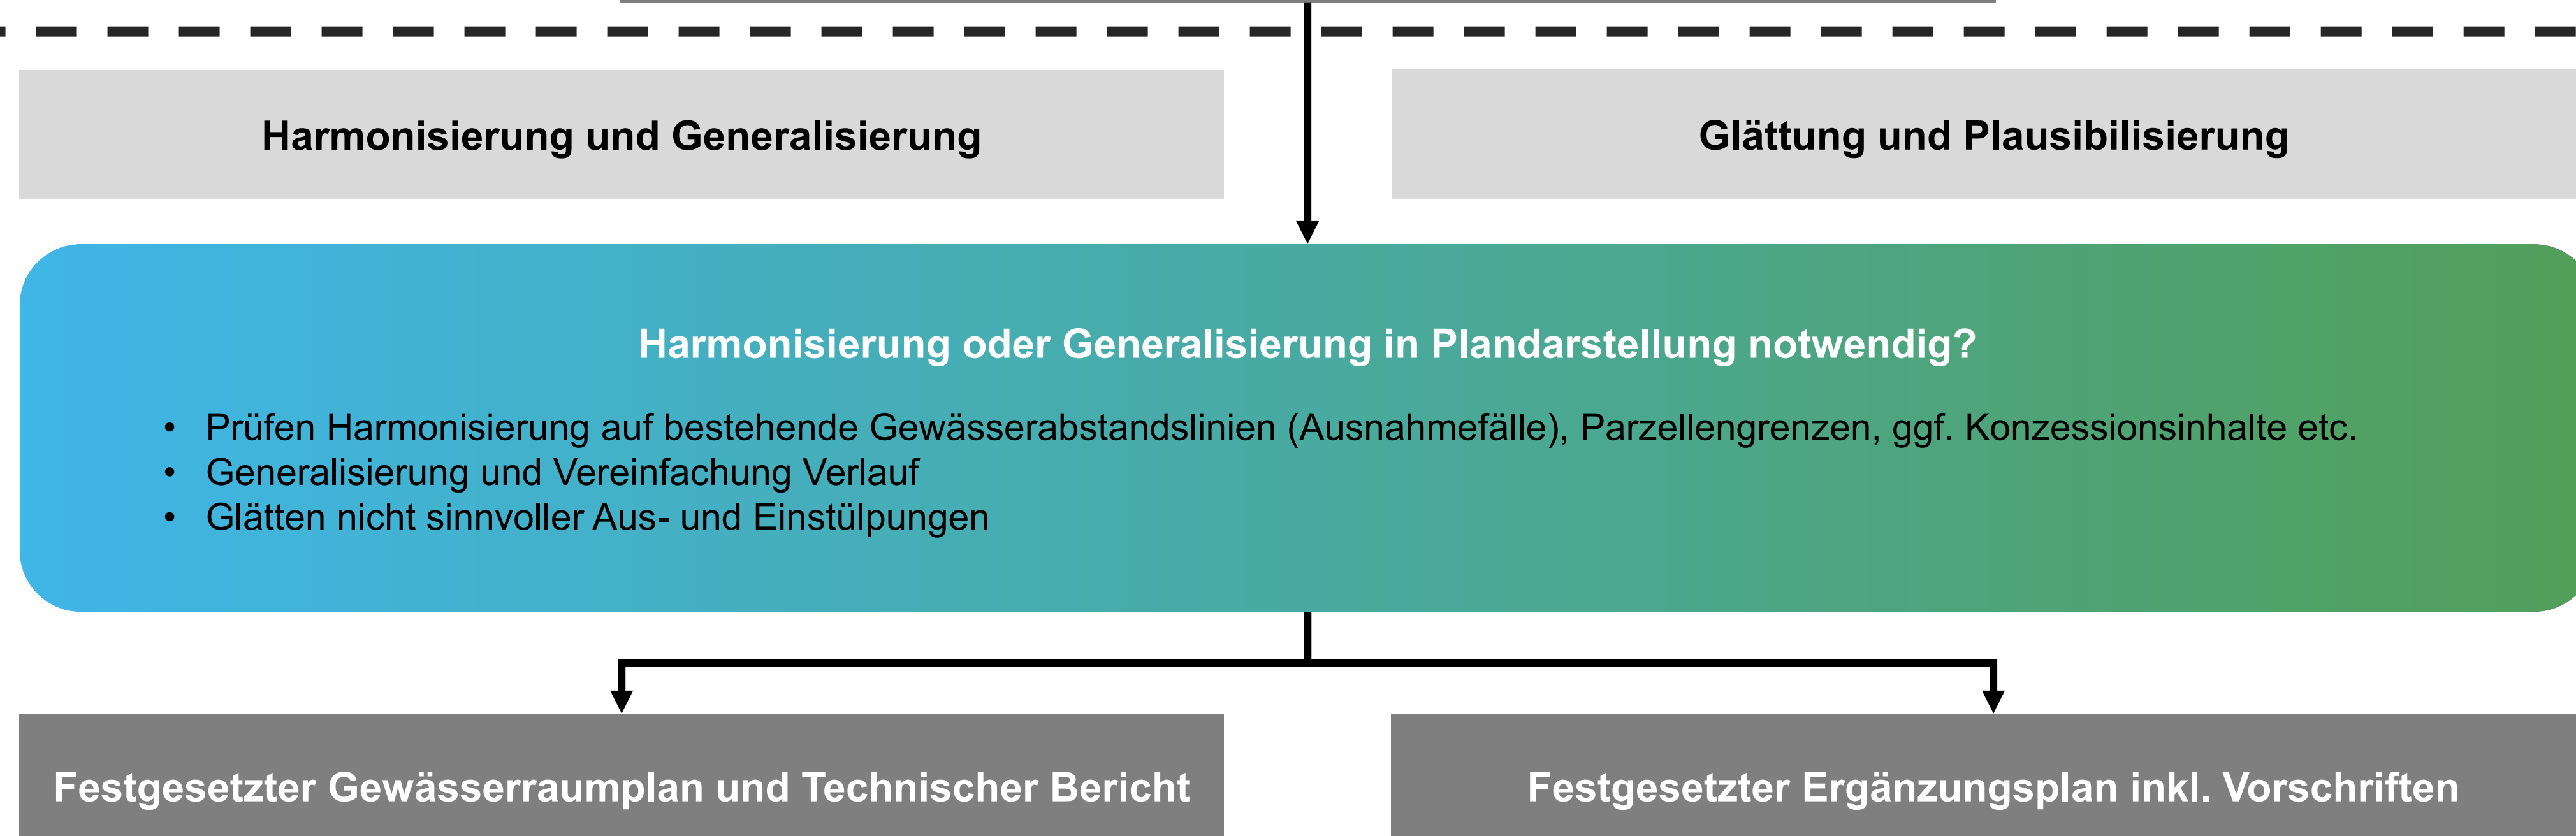 Harmonisierung und Generalisierung
Glättung und Plausibilisierung
Harmonisierung oder Generalisierung in Plandarstellung notwendig?
• Prüfen Harmonisierung auf bestehende Gewässerabstandslinien (Ausnahmefälle), Parzellengrenzen, ggf. Konzessionsinhalte etc.
• Generalisierung und Vereinfachung Verlauf
• Glätten nicht sinnvoller Aus- und Einstülpungen
Festgesetzter Gewässerraumplan und Technischer Bericht
Festgesetzter Ergänzungsplan inkl. Vorschriften